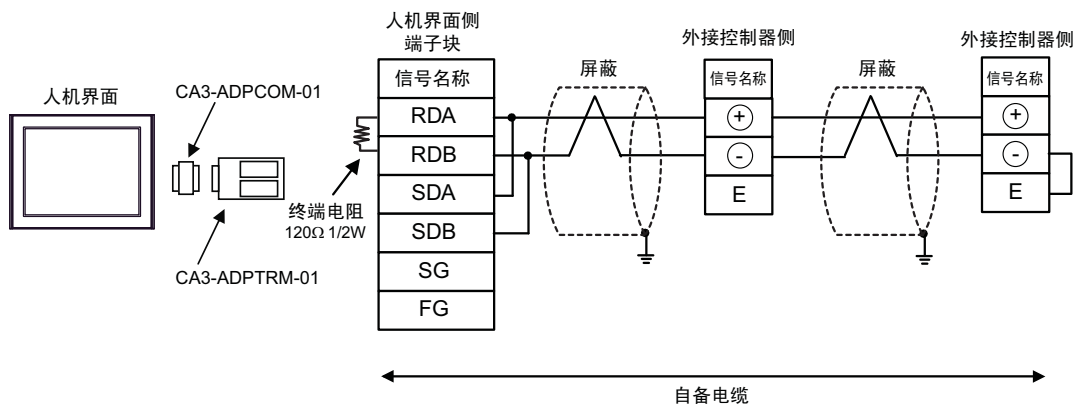 人机界面
CA3-ADPCOM-01
CA3-ADPTRM-01
终端电阻
120Ω 1/2W
人机界面侧
端子块
信号名称
RDA
RDB
SDA
SDB
SG
FG
屏蔽
外接控制器侧
信号名称
+
-
E
屏蔽
外接控制器侧
信号名称
+
-
E
自备电缆